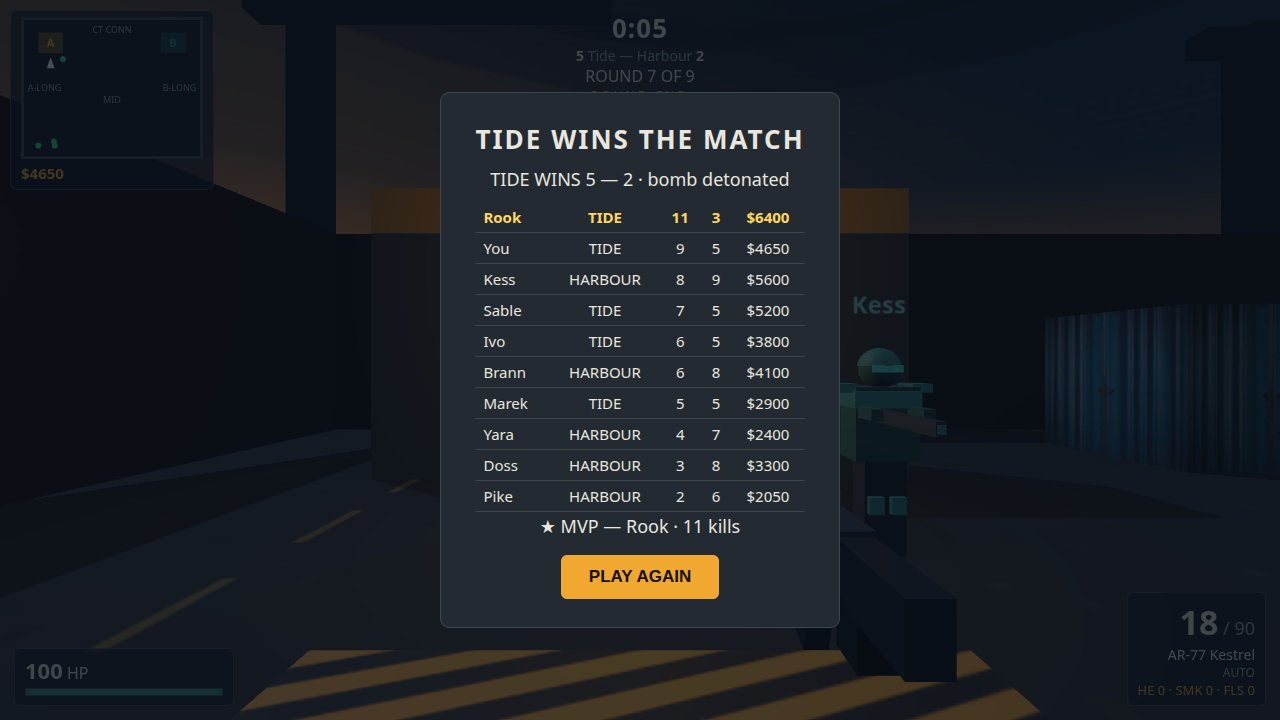 CT CONN
A
B
A-LONG
B-LONG
MID
$4650
0:05
5 Tide — Harbour 2
ROUND 7 OF 9
TIDE WINS THE MATCH
TIDE WINS 5 — 2 · bomb detonated
Rook TIDE 11 3 $6400
You TIDE 9 5 $4650
Kess HARBOUR 8 9 $5600
Sable TIDE 7 5 $5200
Ivo TIDE 6 5 $3800
Brann HARBOUR 6 8 $4100
Marek TIDE 5 5 $2900
Yara HARBOUR 4 7 $2400
Doss HARBOUR 3 8 $3300
Pike HARBOUR 2 6 $2050
★ MVP — Rook · 11 kills
PLAY AGAIN
Kess
100 HP
18 / 90
AR-77 Kestrel
AUTO
HE 0 · SMK 0 · FLS 0